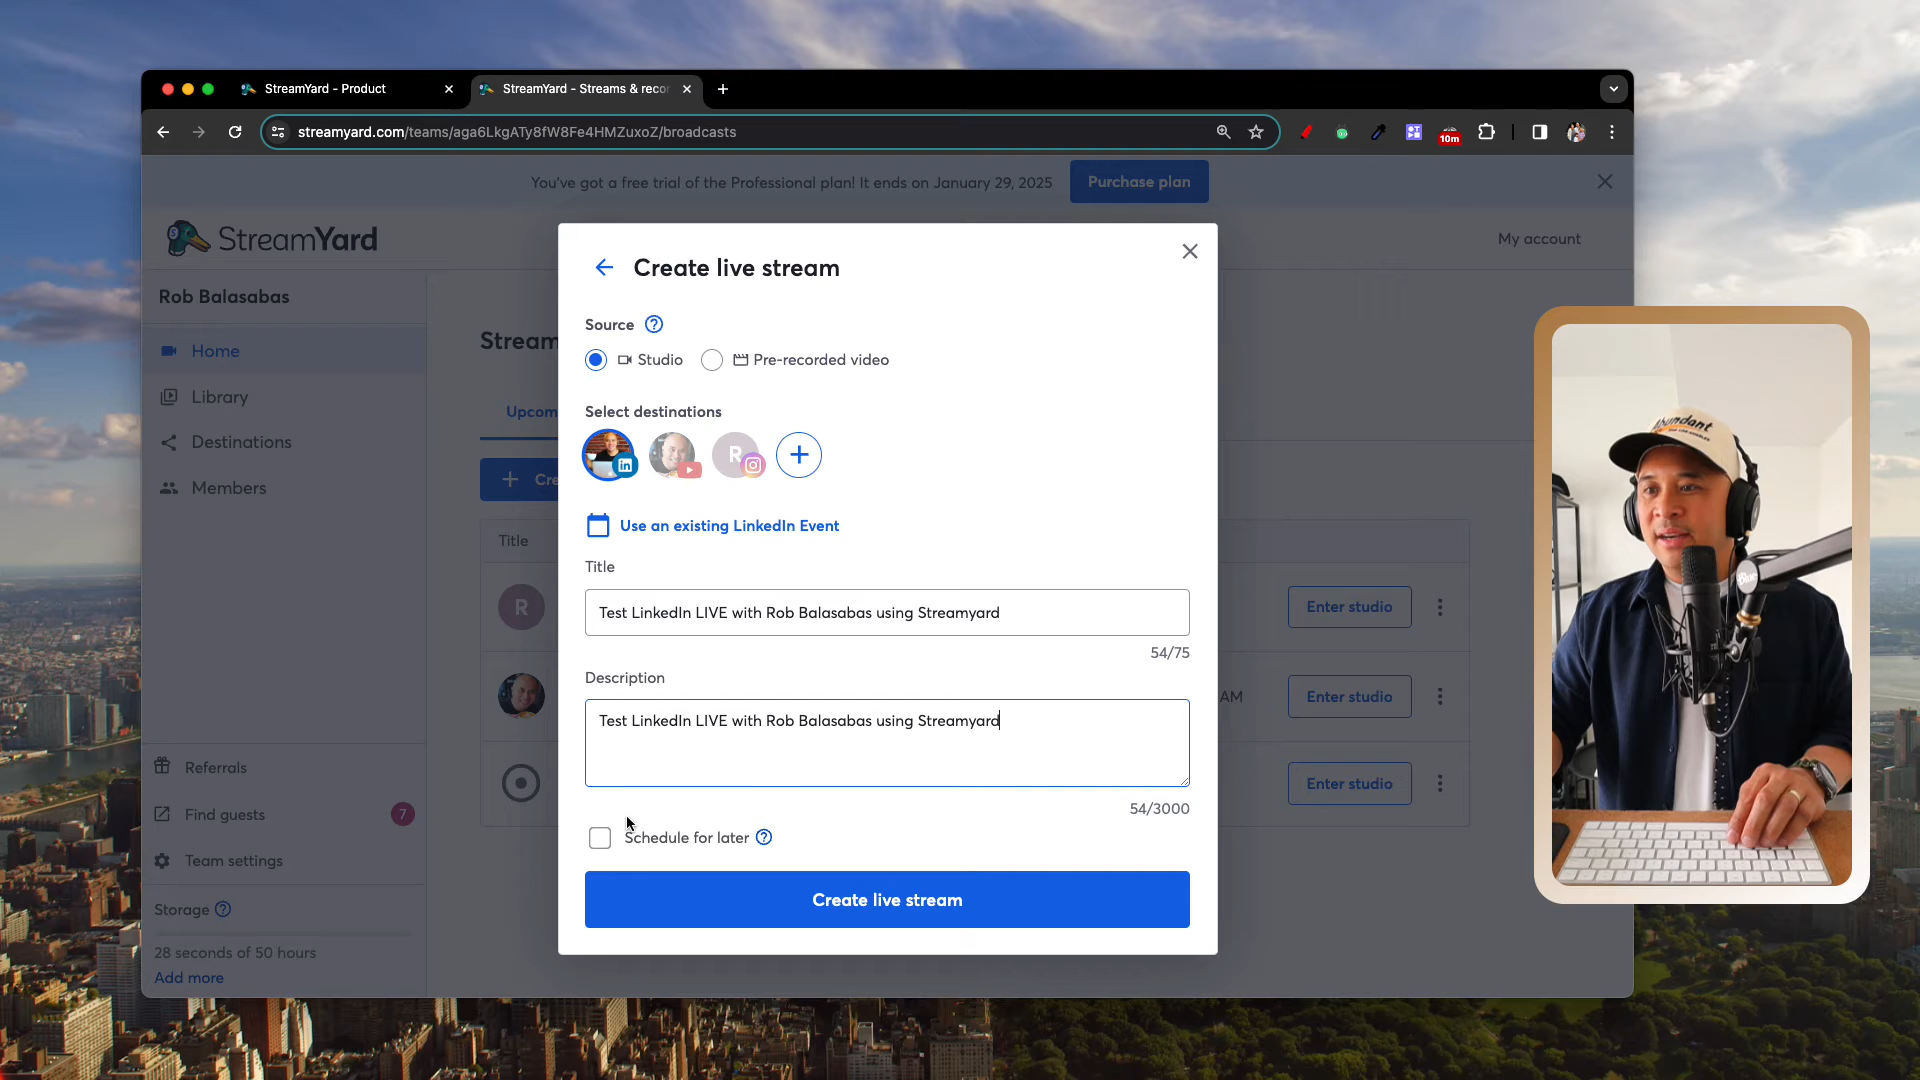 StreamYard - Product
StreamYard - Streams & reco
streamyard.com/teams/aga6LkgATy8fW8Fe4HMZuxoZ/broadcasts
10m
You've got a free trial of the Professional plan! It ends on January 29, 2025
Purchase plan
StreamYard
My account
Rob Balasabas
Home
Library
Destinations
Members
Referrals
Find guests
7
Team settings
Storage
28 seconds of 50 hours
Add more
Stream
Upcom
Cre
Title
R
AM
Enter studio
Enter studio
Enter studio
Create live stream
Source
Studio
Pre-recorded video
Select destinations
in
R
Use an existing LinkedIn Event
Title
Test LinkedIn LIVE with Rob Balasabas using Streamyard
54/75
Description
Test LinkedIn LIVE with Rob Balasabas using Streamyard
54/3000
Schedule for later
Create live stream
Abundant
Blue